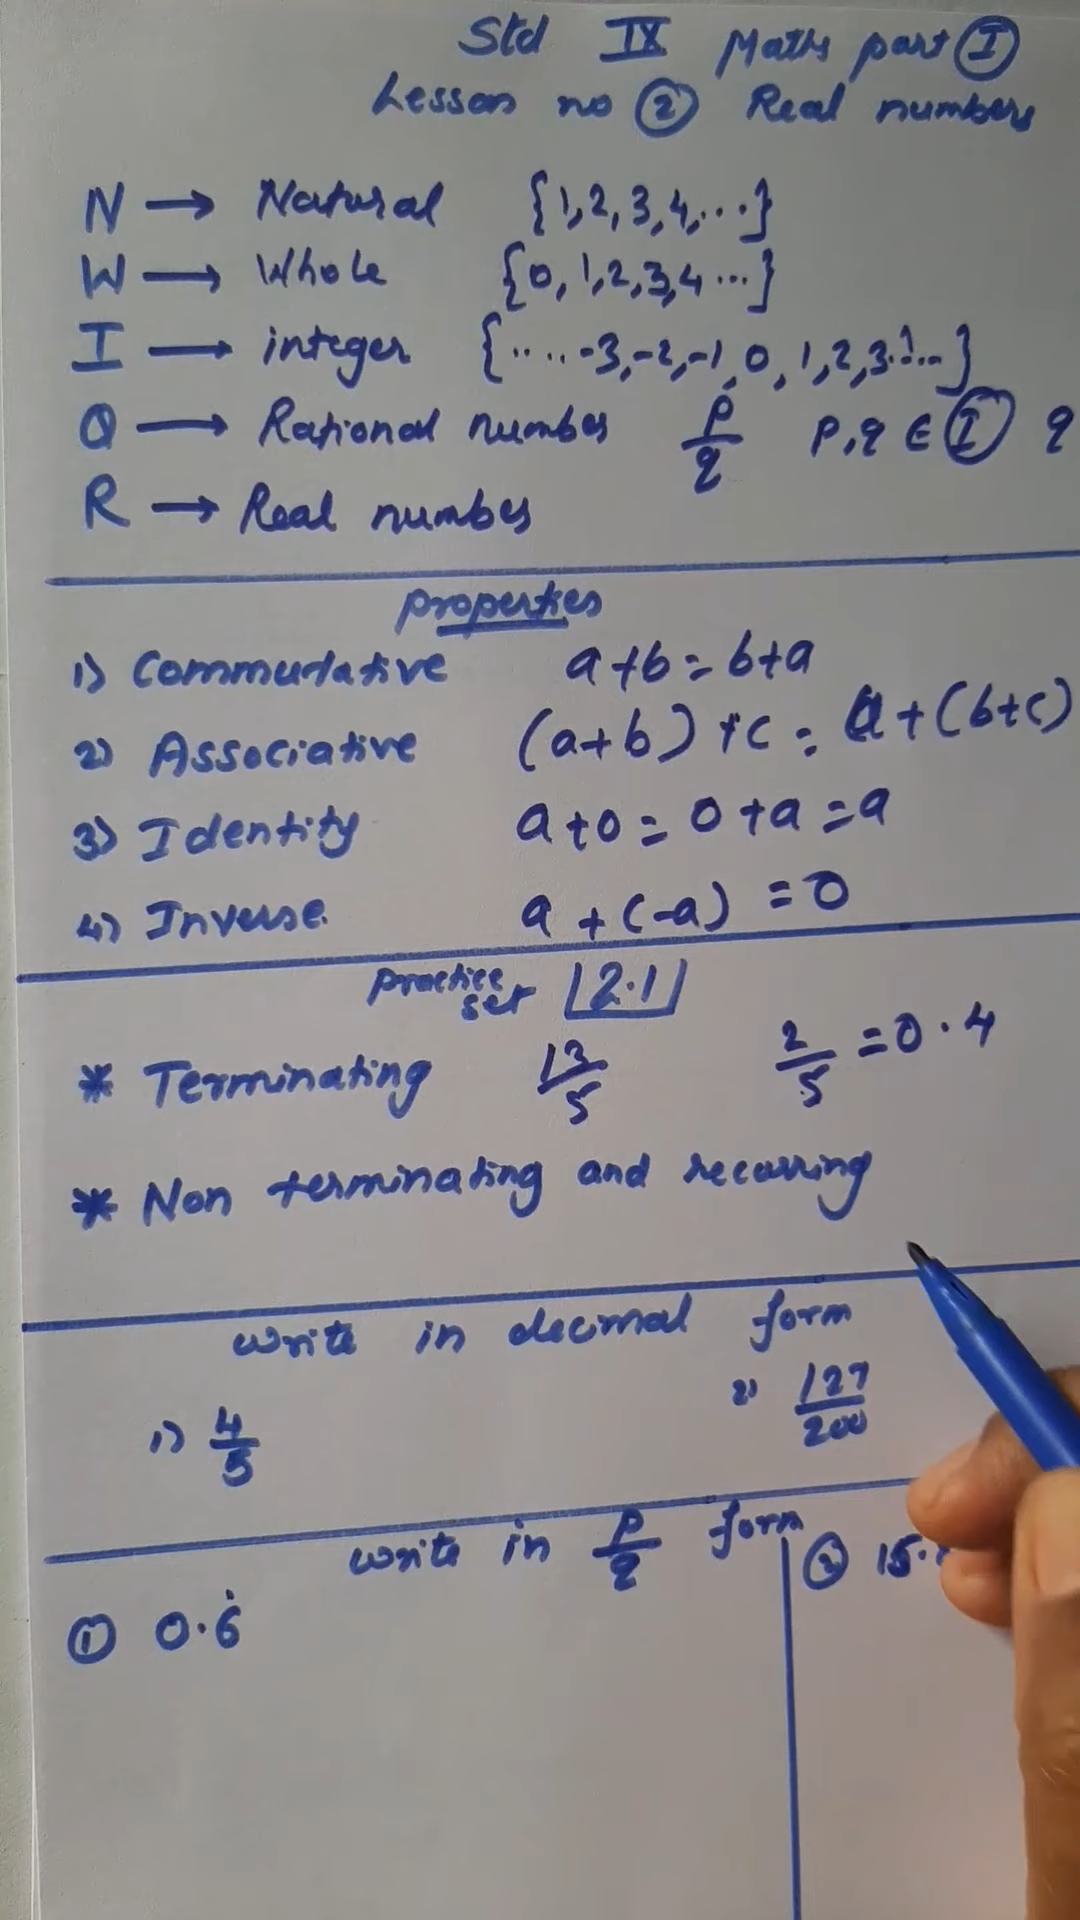 Std IX Maths part I
Lesson no 2 Real numbers
N → Natural {1,2,3,4,...}
W → Whole {0,1,2,3,4...}
I → integer {.....-3,-2,-1,0,1,2,3....}
Q → Rational number p/q p,q ∈ I q
R → Real number
properties
1) Commutative a+b=b+a
2) Associative (a+b)+c = a+(b+c)
3) Identity a+0=0+a=a
4) Inverse. a+(-a) =0
practice set 2.1
* Terminating 13/5 2/5 =0.4
* Non terminating and recurring
write in decimal form
1) 4/5 2) 127/200
write in p/q form
① 0.6̇ ② 15.